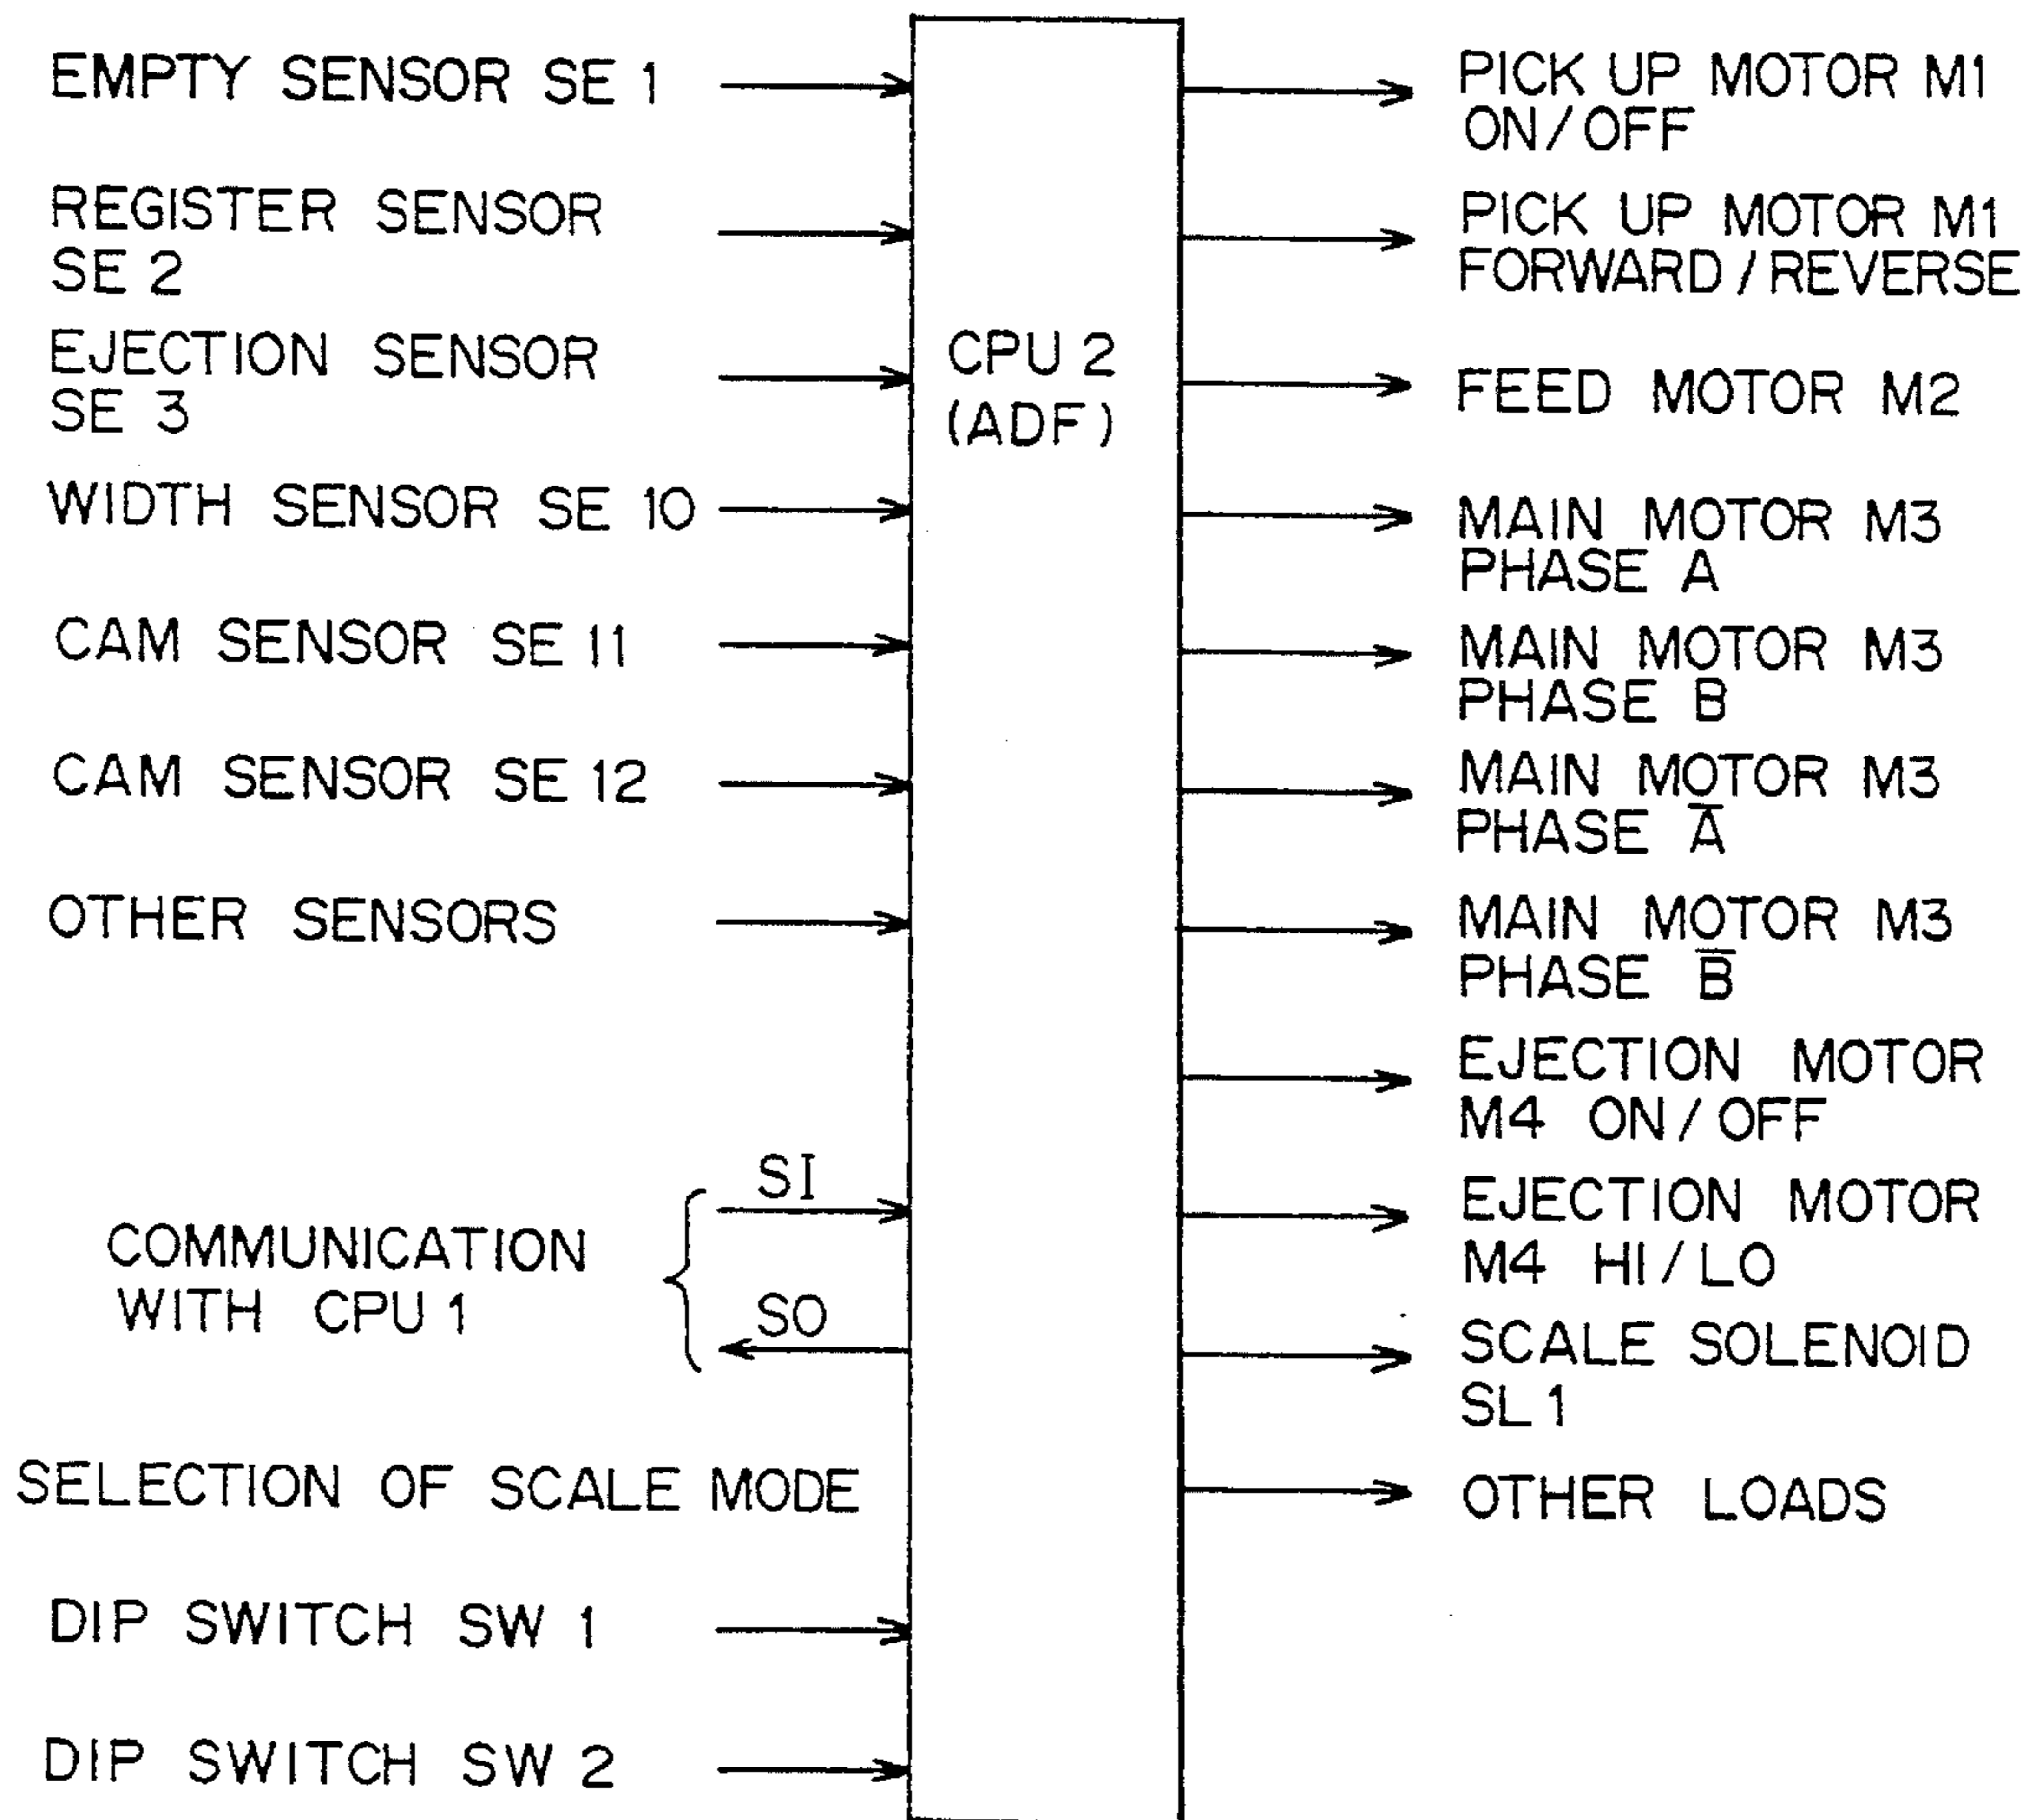 EMPTY SENSOR SE 1
REGISTER SENSOR
SE 2
EJECTION SENSOR
SE 3
WIDTH SENSOR SE 10
CAM SENSOR SE 11
CAM SENSOR SE 12
OTHER SENSORS
SI
COMMUNICATION
WITH CPU 1
SO
SELECTION OF SCALE MODE
DIP SWITCH SW 1
DIP SWITCH SW 2
CPU 2
(ADF)
PICK UP MOTOR M1
ON/OFF
PICK UP MOTOR M1
FORWARD/REVERSE
FEED MOTOR M2
MAIN MOTOR M3
PHASE A
MAIN MOTOR M3
PHASE B
MAIN MOTOR M3
PHASE A̅
MAIN MOTOR M3
PHASE B̅
EJECTION MOTOR
M4 ON/OFF
EJECTION MOTOR
M4 HI/LO
SCALE SOLENOID
SL 1
OTHER LOADS